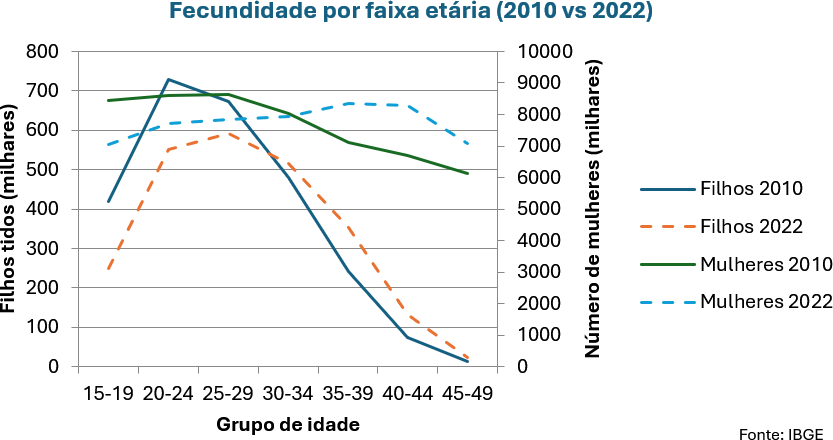 Fecundidade por faixa etária (2010 vs 2022)
Filhos tidos (milhares)
800
700
600
500
400
300
200
100
0
10000
9000
8000
7000
6000
5000
4000
3000
2000
1000
0
Número de mulheres (milhares)
15-19 20-24 25-29 30-34 35-39 40-44 45-49
Grupo de idade
Filhos 2010
Filhos 2022
Mulheres 2010
Mulheres 2022
Fonte: IBGE